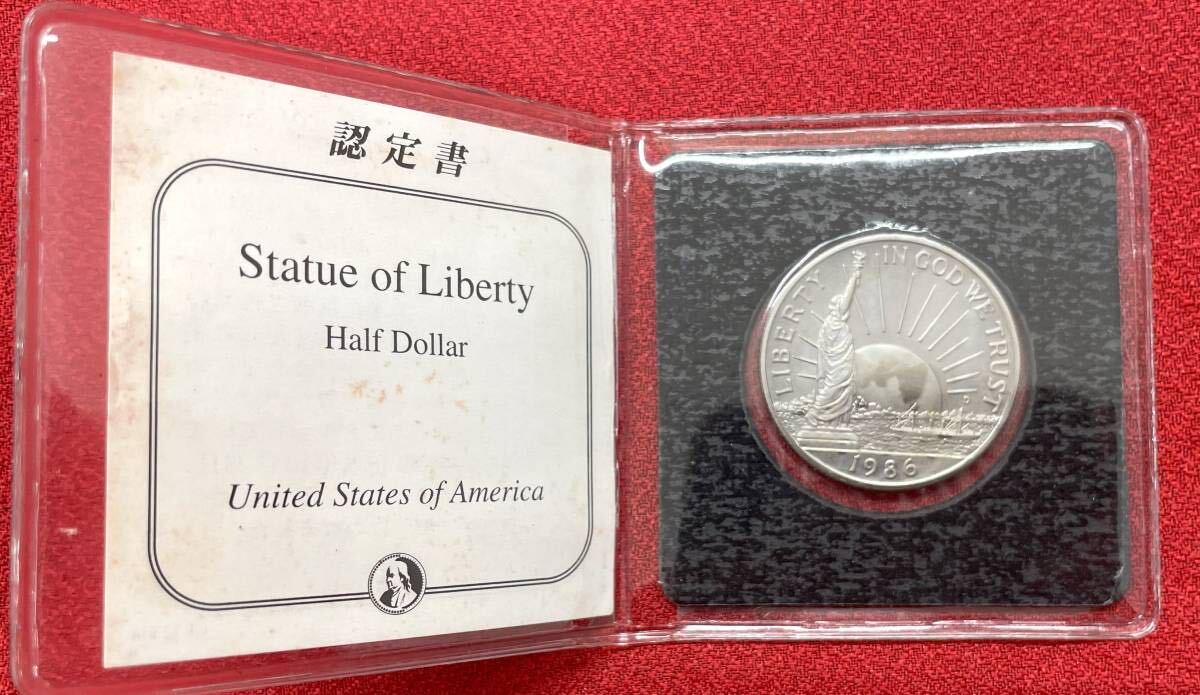 認定書
Statue of Liberty
Half Dollar
United States of America
LIBERTY
IN GOD WE TRUST
D
1986